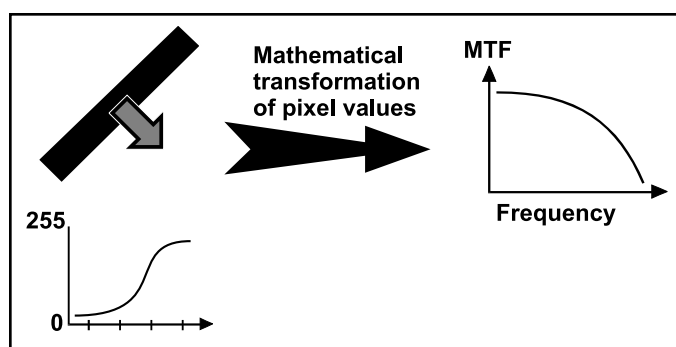 Mathematical
transformation
of pixel values
MTF
Frequency
255
0